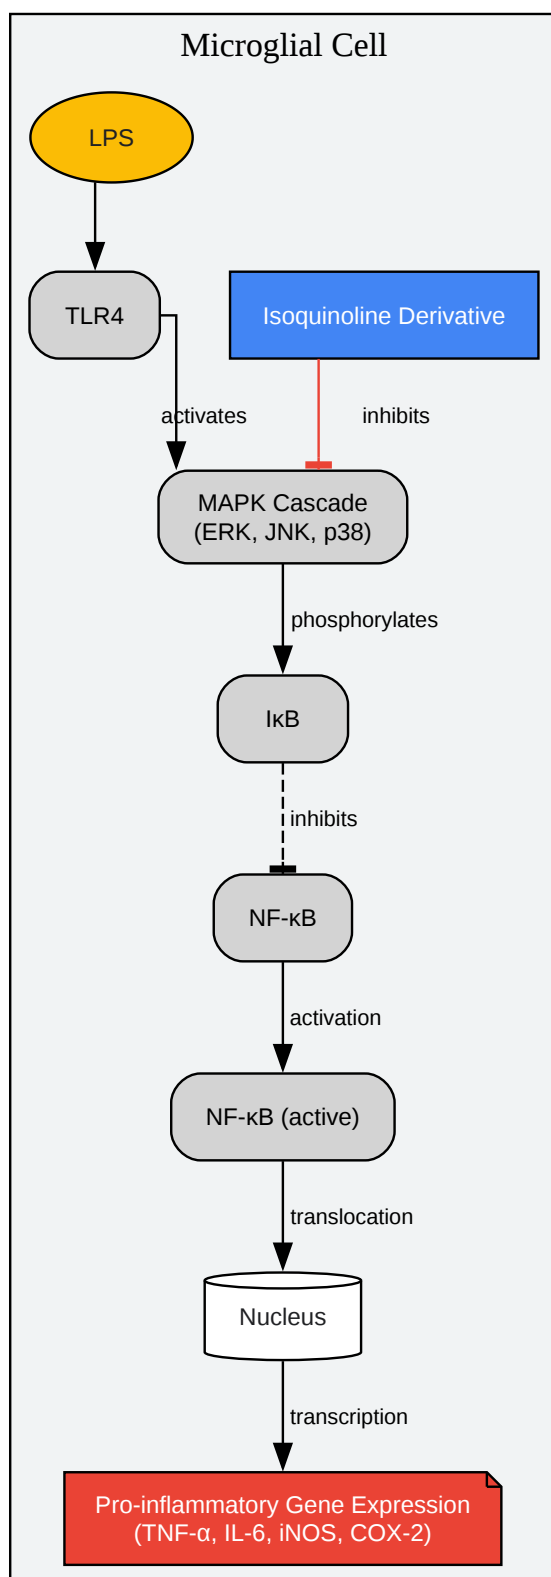 Microglial Cell
LPS
TLR4
Isoquinoline Derivative
activates
inhibits
MAPK Cascade
(ERK, JNK, p38)
phosphorylates
IκB
inhibits
NF-κB
activation
NF-κB (active)
translocation
Nucleus
transcription
Pro-inflammatory Gene Expression
(TNF-α, IL-6, iNOS, COX-2)